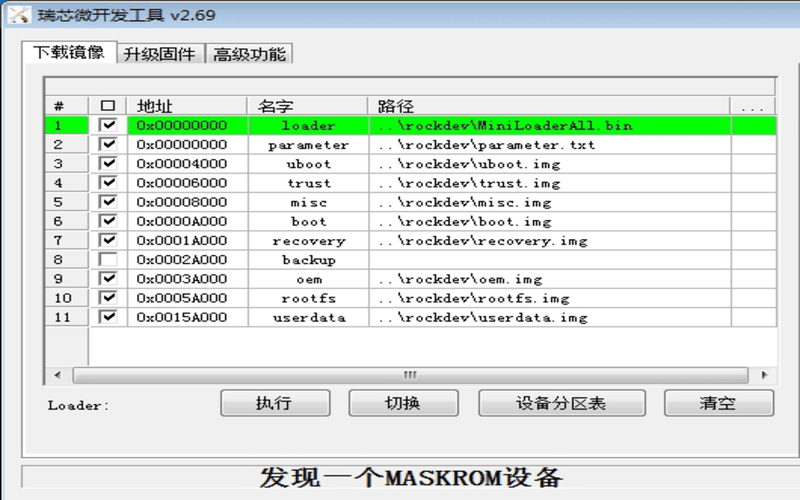 瑞芯微开发工具 v2.69
下载镜像 升级固件 高级功能
# 地址 名字 路径 ...
1 0x00000000 loader ..\rockdev\MiniLoaderAll.bin
2 0x00000000 parameter ..\rockdev\parameter.txt
3 0x00004000 uboot ..\rockdev\uboot.img
4 0x00006000 trust ..\rockdev\trust.img
5 0x00008000 misc ..\rockdev\misc.img
6 0x0000A000 boot ..\rockdev\boot.img
7 0x0001A000 recovery ..\rockdev\recovery.img
8 0x0002A000 backup
9 0x0003A000 oem ..\rockdev\oem.img
10 0x0005A000 rootfs ..\rockdev\rootfs.img
11 0x0015A000 userdata ..\rockdev\userdata.img
Loader: 执行 切换 设备分区表 清空
发现一个MASKROM设备